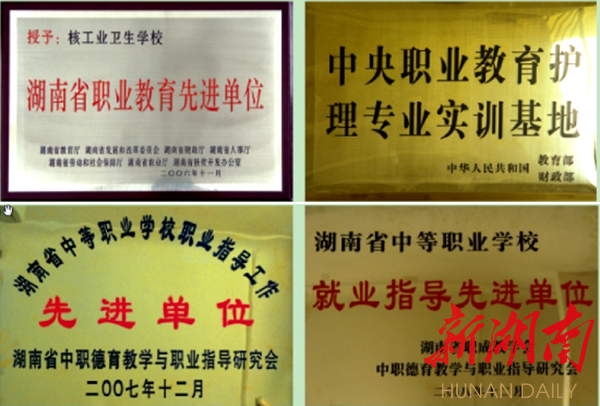 授予：核工业卫生学校
湖南省职业教育先进单位
湖南省教育厅 湖南省发展和改革委员会 湖南省财政厅 湖南省人事厅
湖南省劳动和社会保障厅 湖南省农业厅 湖南省扶贫开发办公室
二〇〇六年十一月
中央职业教育护
理专业实训基地
中华人民共和国 教育部
财政部
湖南省中等职业学校职业指导工作
先进单位
湖南省中职德育教学与职业指导研究会
二〇〇七年十二月
湖南省中等职业学校
就业指导先进单位
湖南省职成
学会
中职德育教学与职业指导研究会
新湖南
HUNAN DAILY